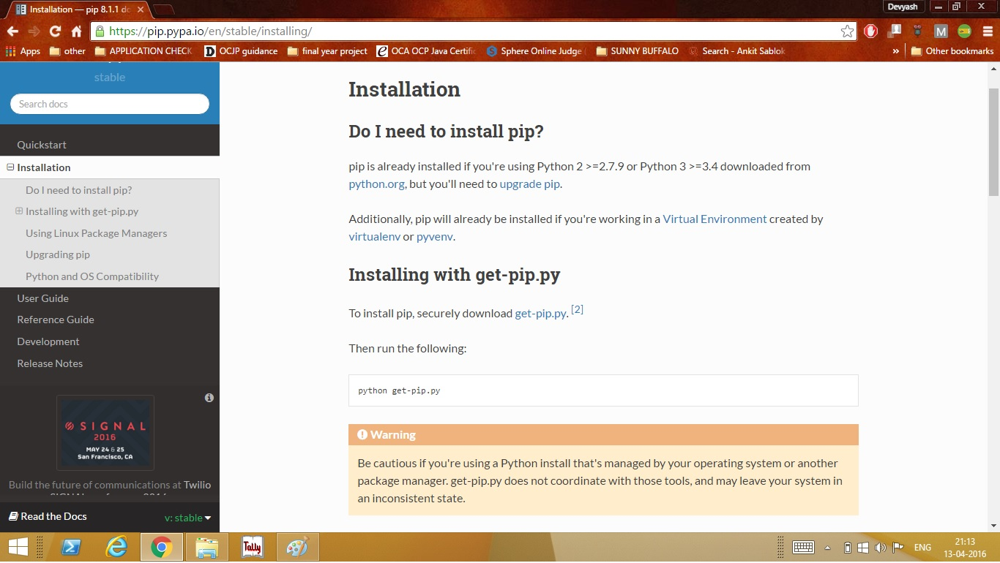 Installation — pip 8.1.1 dc
Devyash
https://pip.pypa.io/en/stable/installing/
Apps
other
APPLICATION CHECK
OCJP guidance
final year project
OCA OCP Java Certific
Sphere Online Judge
SUNNY BUFFALO
Search - Ankit Sablok
»
Other bookmarks
stable
Search docs
Quickstart
Installation
Do I need to install pip?
Installing with get-pip.py
Using Linux Package Managers
Upgrading pip
Python and OS Compatibility
User Guide
Reference Guide
Development
Release Notes
SIGNAL
2016
MAY 24 & 25
San Francisco, CA
Build the future of communications at Twilio
Read the Docs
v: stable
Installation
Do I need to install pip?
pip is already installed if you're using Python 2 >=2.7.9 or Python 3 >=3.4 downloaded from
python.org, but you'll need to upgrade pip.
Additionally, pip will already be installed if you're working in a Virtual Environment created by
virtualenv or pyvenv.
Installing with get-pip.py
To install pip, securely download get-pip.py. [2]
Then run the following:
python get-pip.py
Warning
Be cautious if you're using a Python install that's managed by your operating system or another
package manager. get-pip.py does not coordinate with those tools, and may leave your system in
an inconsistent state.
Tally
ENG
21:13
13-04-2016